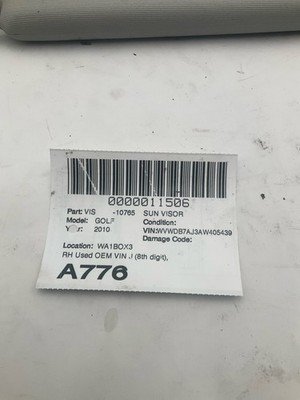 0000011506
Part: VIS -10765 SUN VISOR
Model: GOLF Condition:
Year: 2010 VIN:WVWDB7AJ3AW405439
Damage Code:
Location: WA1BOX3
RH Used OEM VIN J (8th digit),
A776